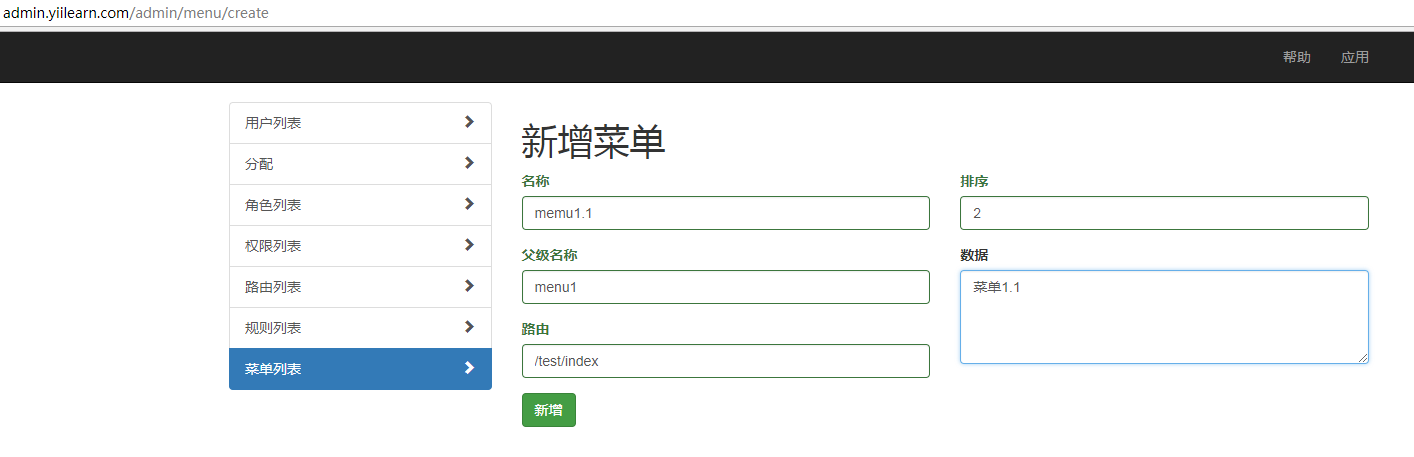 admin.yiilearn.com/admin/menu/create
帮助 应用
用户列表
分配
角色列表
权限列表
路由列表
规则列表
菜单列表
新增菜单
名称
memu1.1
父级名称
menu1
路由
/test/index
新增
排序
2
数据
菜单1.1